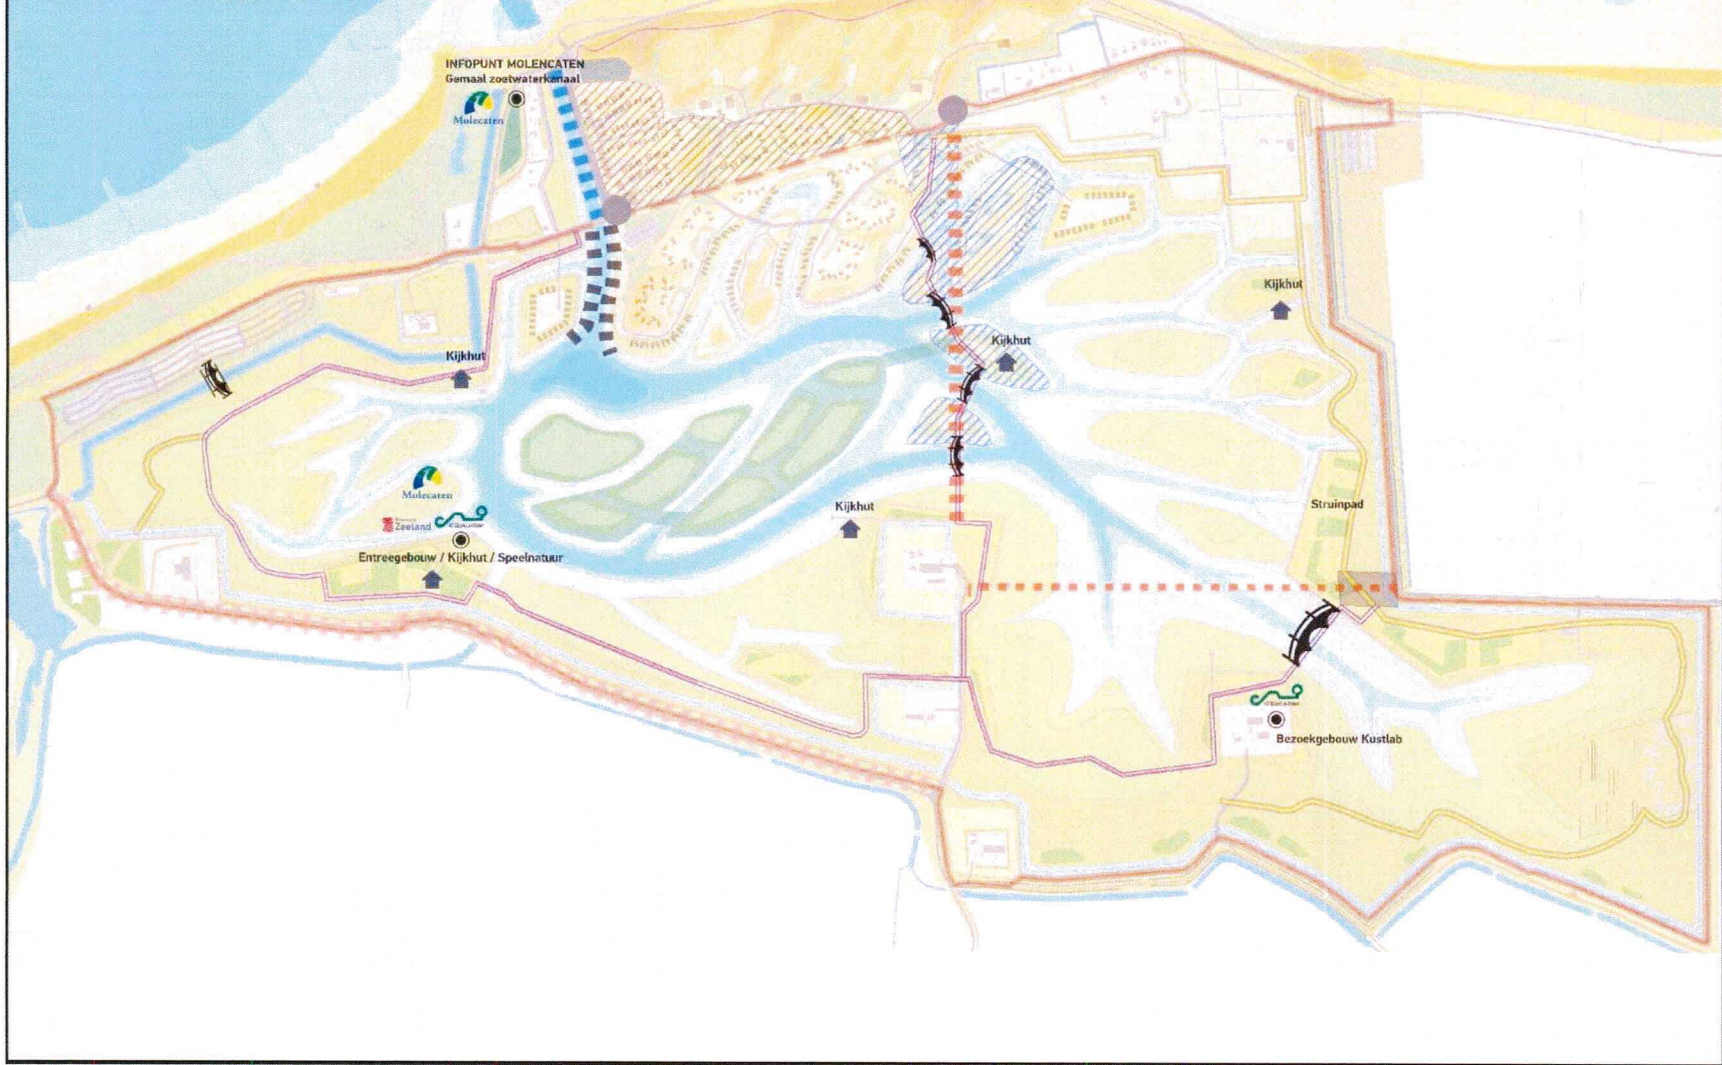 INFOPUNT MOLENCATEN
Gemaal zoetwaterkanaal
Molecaten
Kijkhut
Kijkhut
Kijkhut
Molecaten
Zeeland
Entreegebouw / Kijkhut / Speelnatuur
Kijkhut
Struinpad
Bezoekgebouw Kustlab